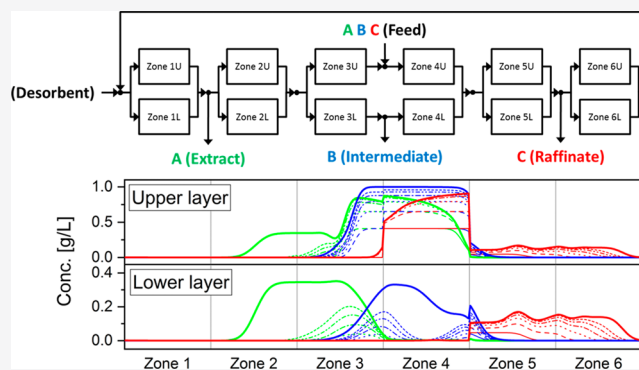 A B C (Feed)
Zone 1U Zone 2U Zone 3U Zone 4U Zone 5U Zone 6U
(Desorbent)
Zone 1L Zone 2L Zone 3L Zone 4L Zone 5L Zone 6L
A (Extract) B (Intermediate) C (Raffinate)
Conc. [g/L]
1.0
Upper layer
0.5
0.0
0.4
Lower layer
0.2
0.0
Zone 1 Zone 2 Zone 3 Zone 4 Zone 5 Zone 6